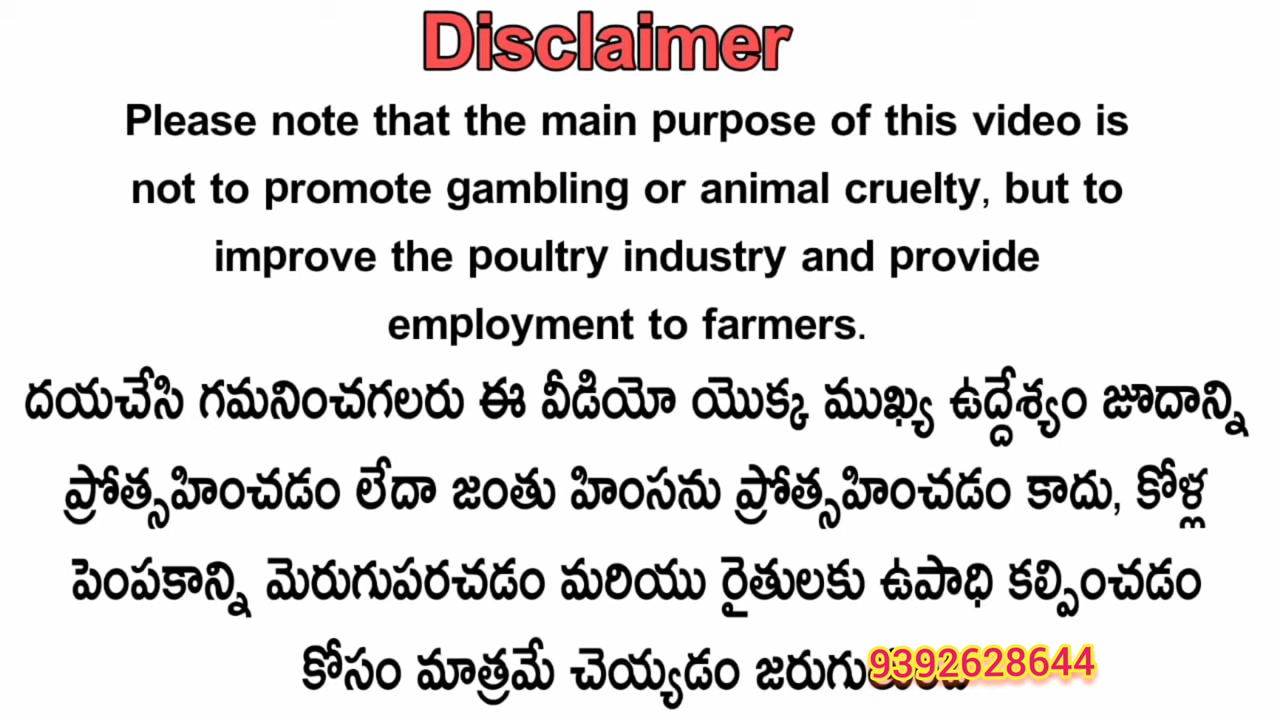 Disclaimer
Please note that the main purpose of this video is
not to promote gambling or animal cruelty, but to
improve the poultry industry and provide
employment to farmers.
దయచేసి గమనించగలరు ఈ వీడియో యొక్క ముఖ్య ఉద్దేశ్యం జూదాన్ని
ప్రోత్సహించడం లేదా జంతు హింసను ప్రోత్సహించడం కాదు, కోళ్ల
పెంపకాన్ని మెరుగుపరచడం మరియు రైతులకు ఉపాధి కల్పించడం
కోసం మాత్రమే చెయ్యడం 9392628644